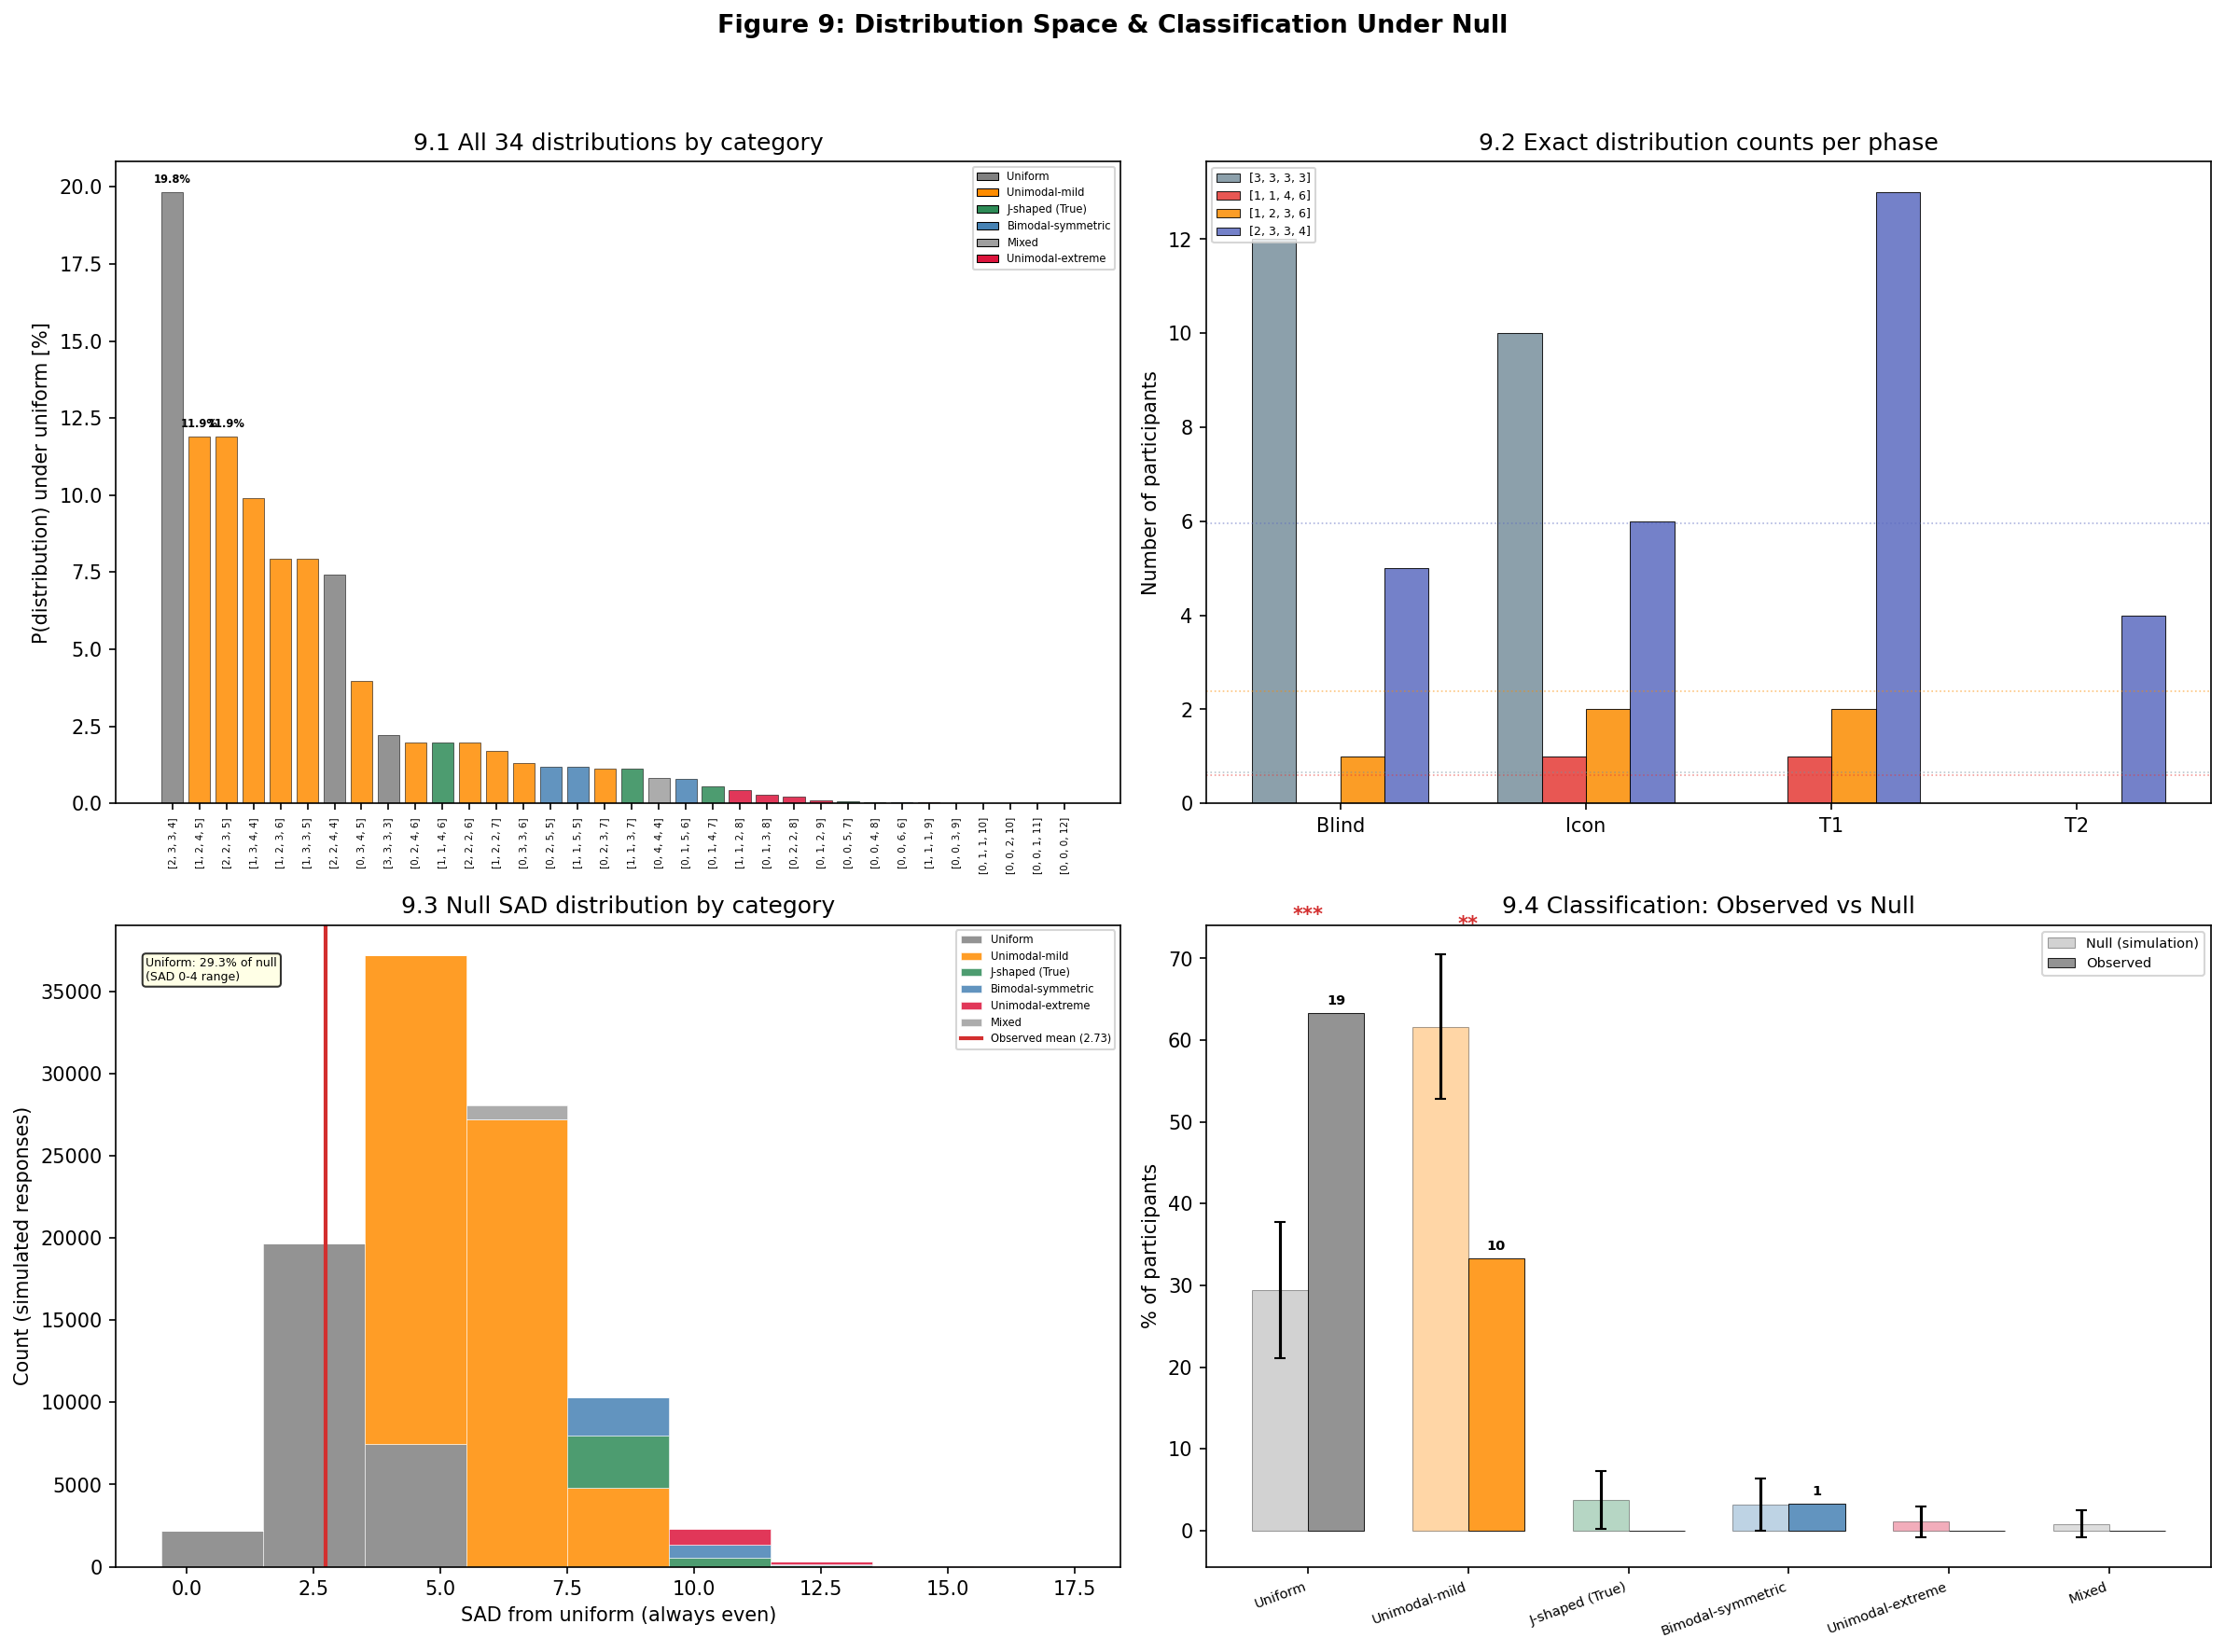 Figure 9: Distribution Space & Classification Under Null
9.1 All 34 distributions by category
P(distribution) under uniform [%]
20.0
17.5
15.0
12.5
10.0
7.5
5.0
2.5
0.0
19.8%
11.9%
11.9%
Uniform
Unimodal-mild
J-shaped (True)
Bimodal-symmetric
Mixed
Unimodal-extreme
[2, 3, 3, 4]
[1, 2, 4, 5]
[2, 2, 3, 5]
[1, 3, 4, 4]
[1, 2, 3, 6]
[1, 3, 3, 5]
[2, 2, 4, 4]
[0, 3, 4, 5]
[3, 3, 3, 3]
[0, 2, 4, 6]
[1, 1, 4, 6]
[2, 2, 2, 6]
[1, 2, 2, 7]
[0, 3, 3, 6]
[0, 2, 5, 5]
[1, 1, 5, 5]
[0, 2, 3, 7]
[1, 1, 3, 7]
[0, 4, 4, 4]
[0, 1, 5, 6]
[0, 1, 4, 7]
[1, 1, 2, 8]
[0, 1, 3, 8]
[0, 2, 2, 8]
[0, 1, 2, 9]
[0, 0, 5, 7]
[0, 0, 4, 8]
[0, 0, 6, 6]
[1, 1, 1, 9]
[0, 0, 3, 9]
[0, 1, 1, 10]
[0, 0, 2, 10]
[0, 0, 1, 11]
[0, 0, 0, 12]
9.2 Exact distribution counts per phase
Number of participants
12
10
8
6
4
2
0
[3, 3, 3, 3]
[1, 1, 4, 6]
[1, 2, 3, 6]
[2, 3, 3, 4]
Blind
Icon
T1
T2
9.3 Null SAD distribution by category
Count (simulated responses)
35000
30000
25000
20000
15000
10000
5000
0
Uniform: 29.3% of null
(SAD 0-4 range)
Uniform
Unimodal-mild
J-shaped (True)
Bimodal-symmetric
Unimodal-extreme
Mixed
Observed mean (2.73)
0.0
2.5
5.0
7.5
10.0
12.5
15.0
17.5
SAD from uniform (always even)
9.4 Classification: Observed vs Null
% of participants
70
60
50
40
30
20
10
0
***
**
19
10
1
Null (simulation)
Observed
Uniform
Unimodal-mild
J-shaped (True)
Bimodal-symmetric
Unimodal-extreme
Mixed